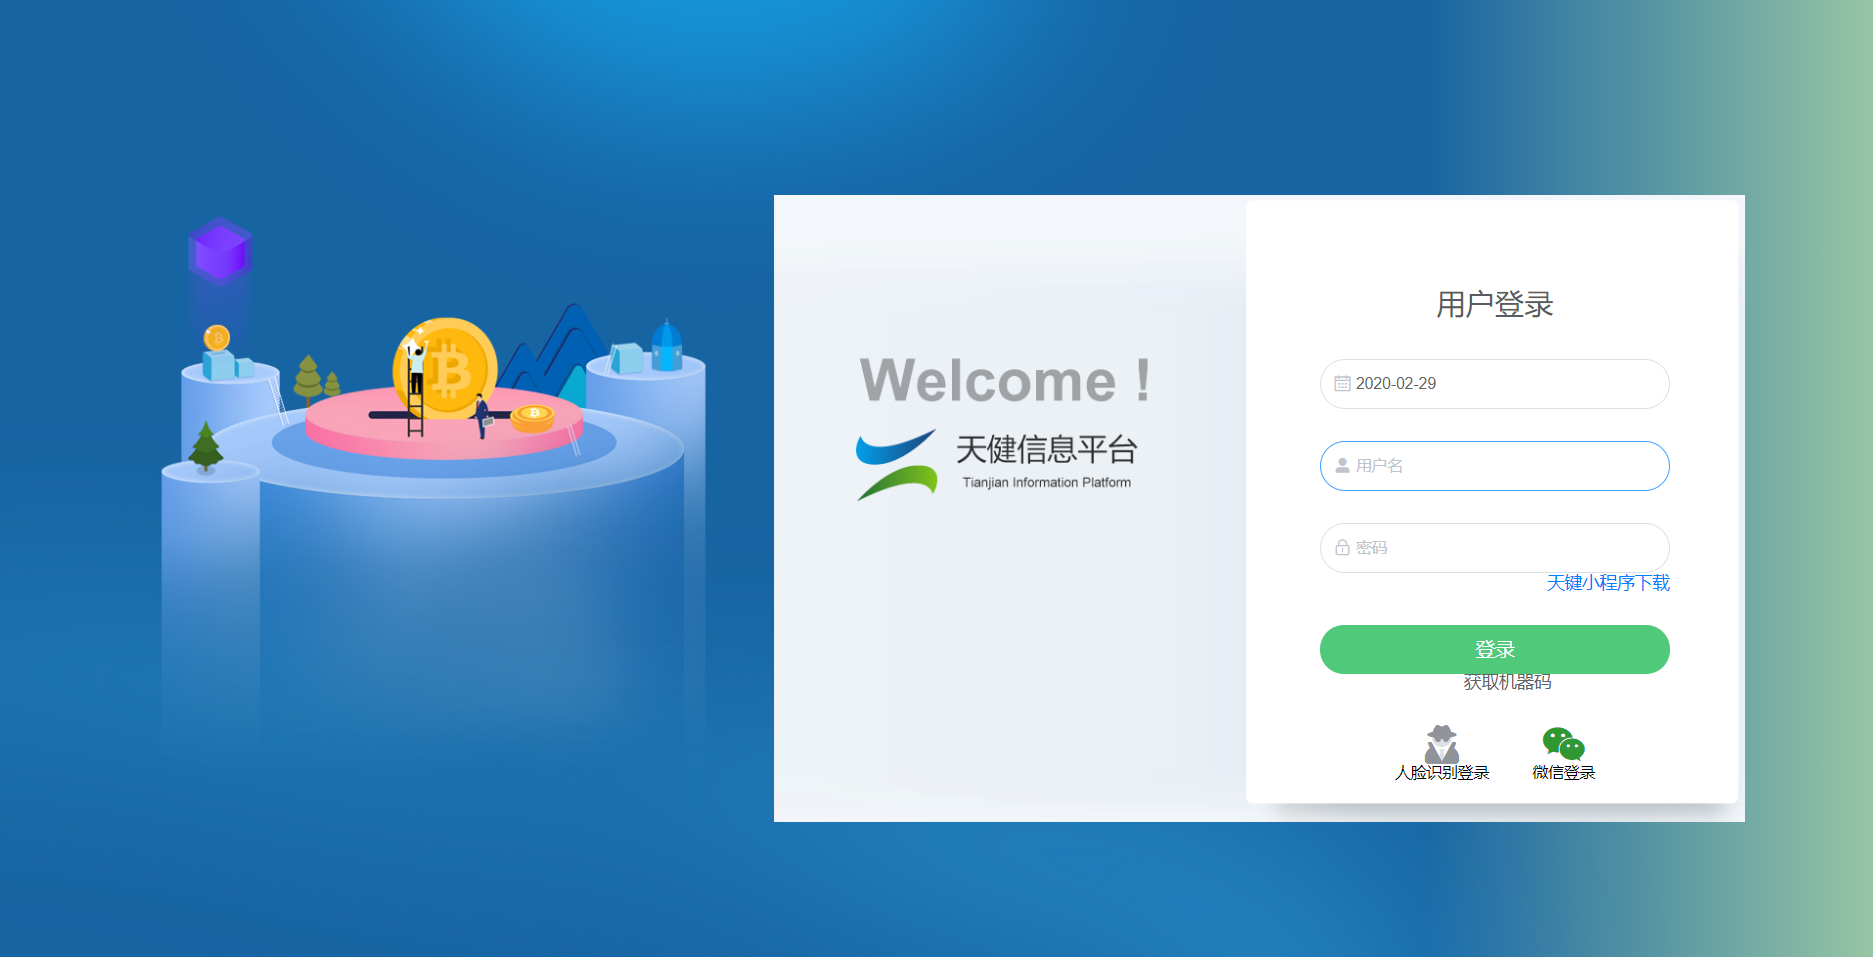 Welcome !
天健信息平台
Tianjian Information Platform
用户登录
2020-02-29
用户名
密码
天键小程序下载
登录
获取机器码
人脸识别登录
微信登录